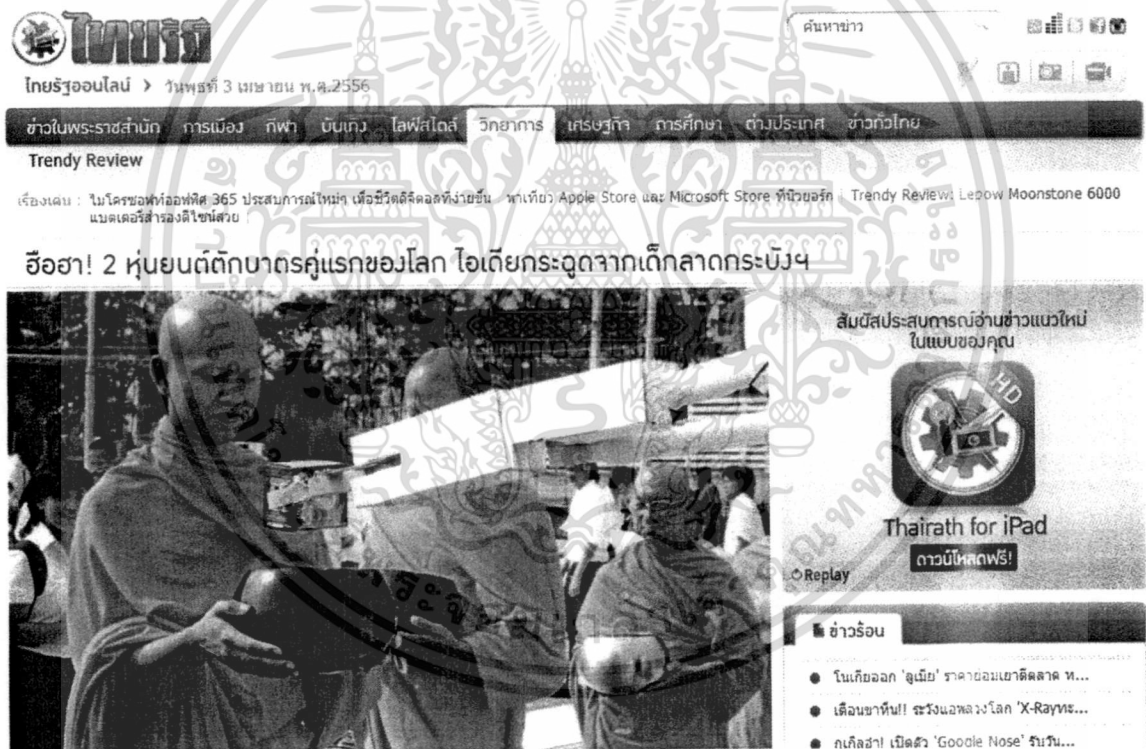 ไทยรัฐ
ค้นหาข่าว
ไทยรัฐออนไลน์ > วันพุธที่ 3 เมษายน พ.ศ.2556
ข่าวในพระราชสำนัก การเมือง กีฬา บันเทิง ไลฟ์สไตล์ วิทยาการ เศรษฐกิจ การศึกษา ต่างประเทศ ข่าวทั่วไทย
Trendy Review
เรื่องเด่น : ไมโครซอฟท์ออฟฟิศ 365 ประสบการณ์ใหม่ๆ เพื่อชีวิตดิจิตอลที่ง่ายขึ้น พาเที่ยว Apple Store และ Microsoft Store ที่นิวยอร์ก | Trendy Review: Lepow Moonstone 6000
แบตเตอรี่สำรองดีไซน์สวย
ฮือฮา! 2 หุ่นยนต์ตักบาตรคู่แรกของโลก ไอเดียกระฉูดจากเด็กลาดกระบังฯ
สัมผัสประสบการณ์อ่านข่าวแนวใหม่
ในแบบของคุณ
HD
Thairath for iPad
ดาวน์โหลดฟรี!
Replay
ข่าวร้อน
โนเกียออก 'ลูเมีย' ราคาย่อมเยาตีตลาด ท...
เตือนขาหื่น!! ระวังแอพลวงโลก 'X-Rayทะ...
กูเกิลฮา! เปิดตัว 'Google Nose' รับวัน...